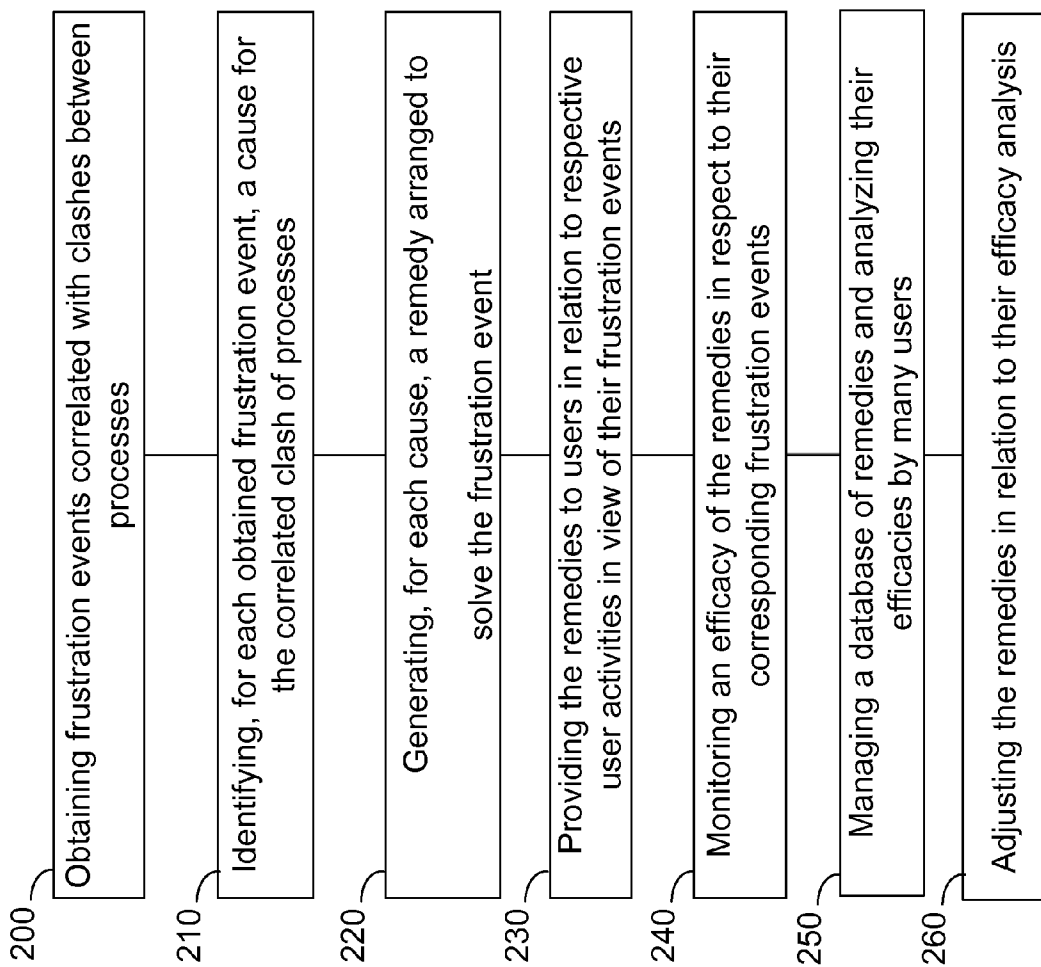 200
Obtaining frustration events correlated with clashes between
processes
210
Identifying, for each obtained frustration event, a cause for
the correlated clash of processes
220
Generating, for each cause, a remedy arranged to
solve the frustration event
230
Providing the remedies to users in relation to respective
user activities in view of their frustration events
240
Monitoring an efficacy of the remedies in respect to their
corresponding frustration events
250
Managing a database of remedies and analyzing their
efficacies by many users
260
Adjusting the remedies in relation to their efficacy analysis